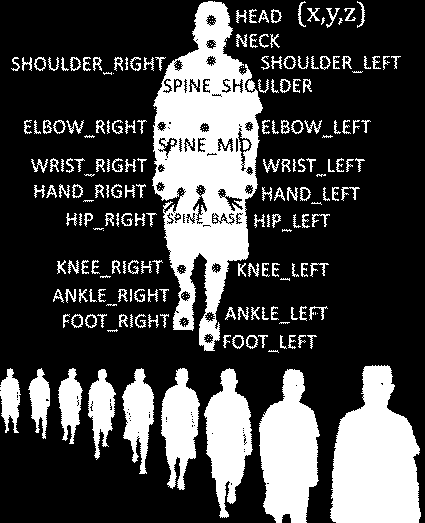 HEAD (x,y,z)
NECK
SHOULDER_RIGHT SHOULDER_LEFT
SPINE_SHOULDER
ELBOW_RIGHT ELBOW_LEFT
SPINE_MID
WRIST_RIGHT WRIST_LEFT
HAND_RIGHT HAND_LEFT
HIP_RIGHT SPINE_BASE HIP_LEFT
KNEE_RIGHT KNEE_LEFT
ANKLE_RIGHT
ANKLE_LEFT
FOOT_RIGHT
FOOT_LEFT